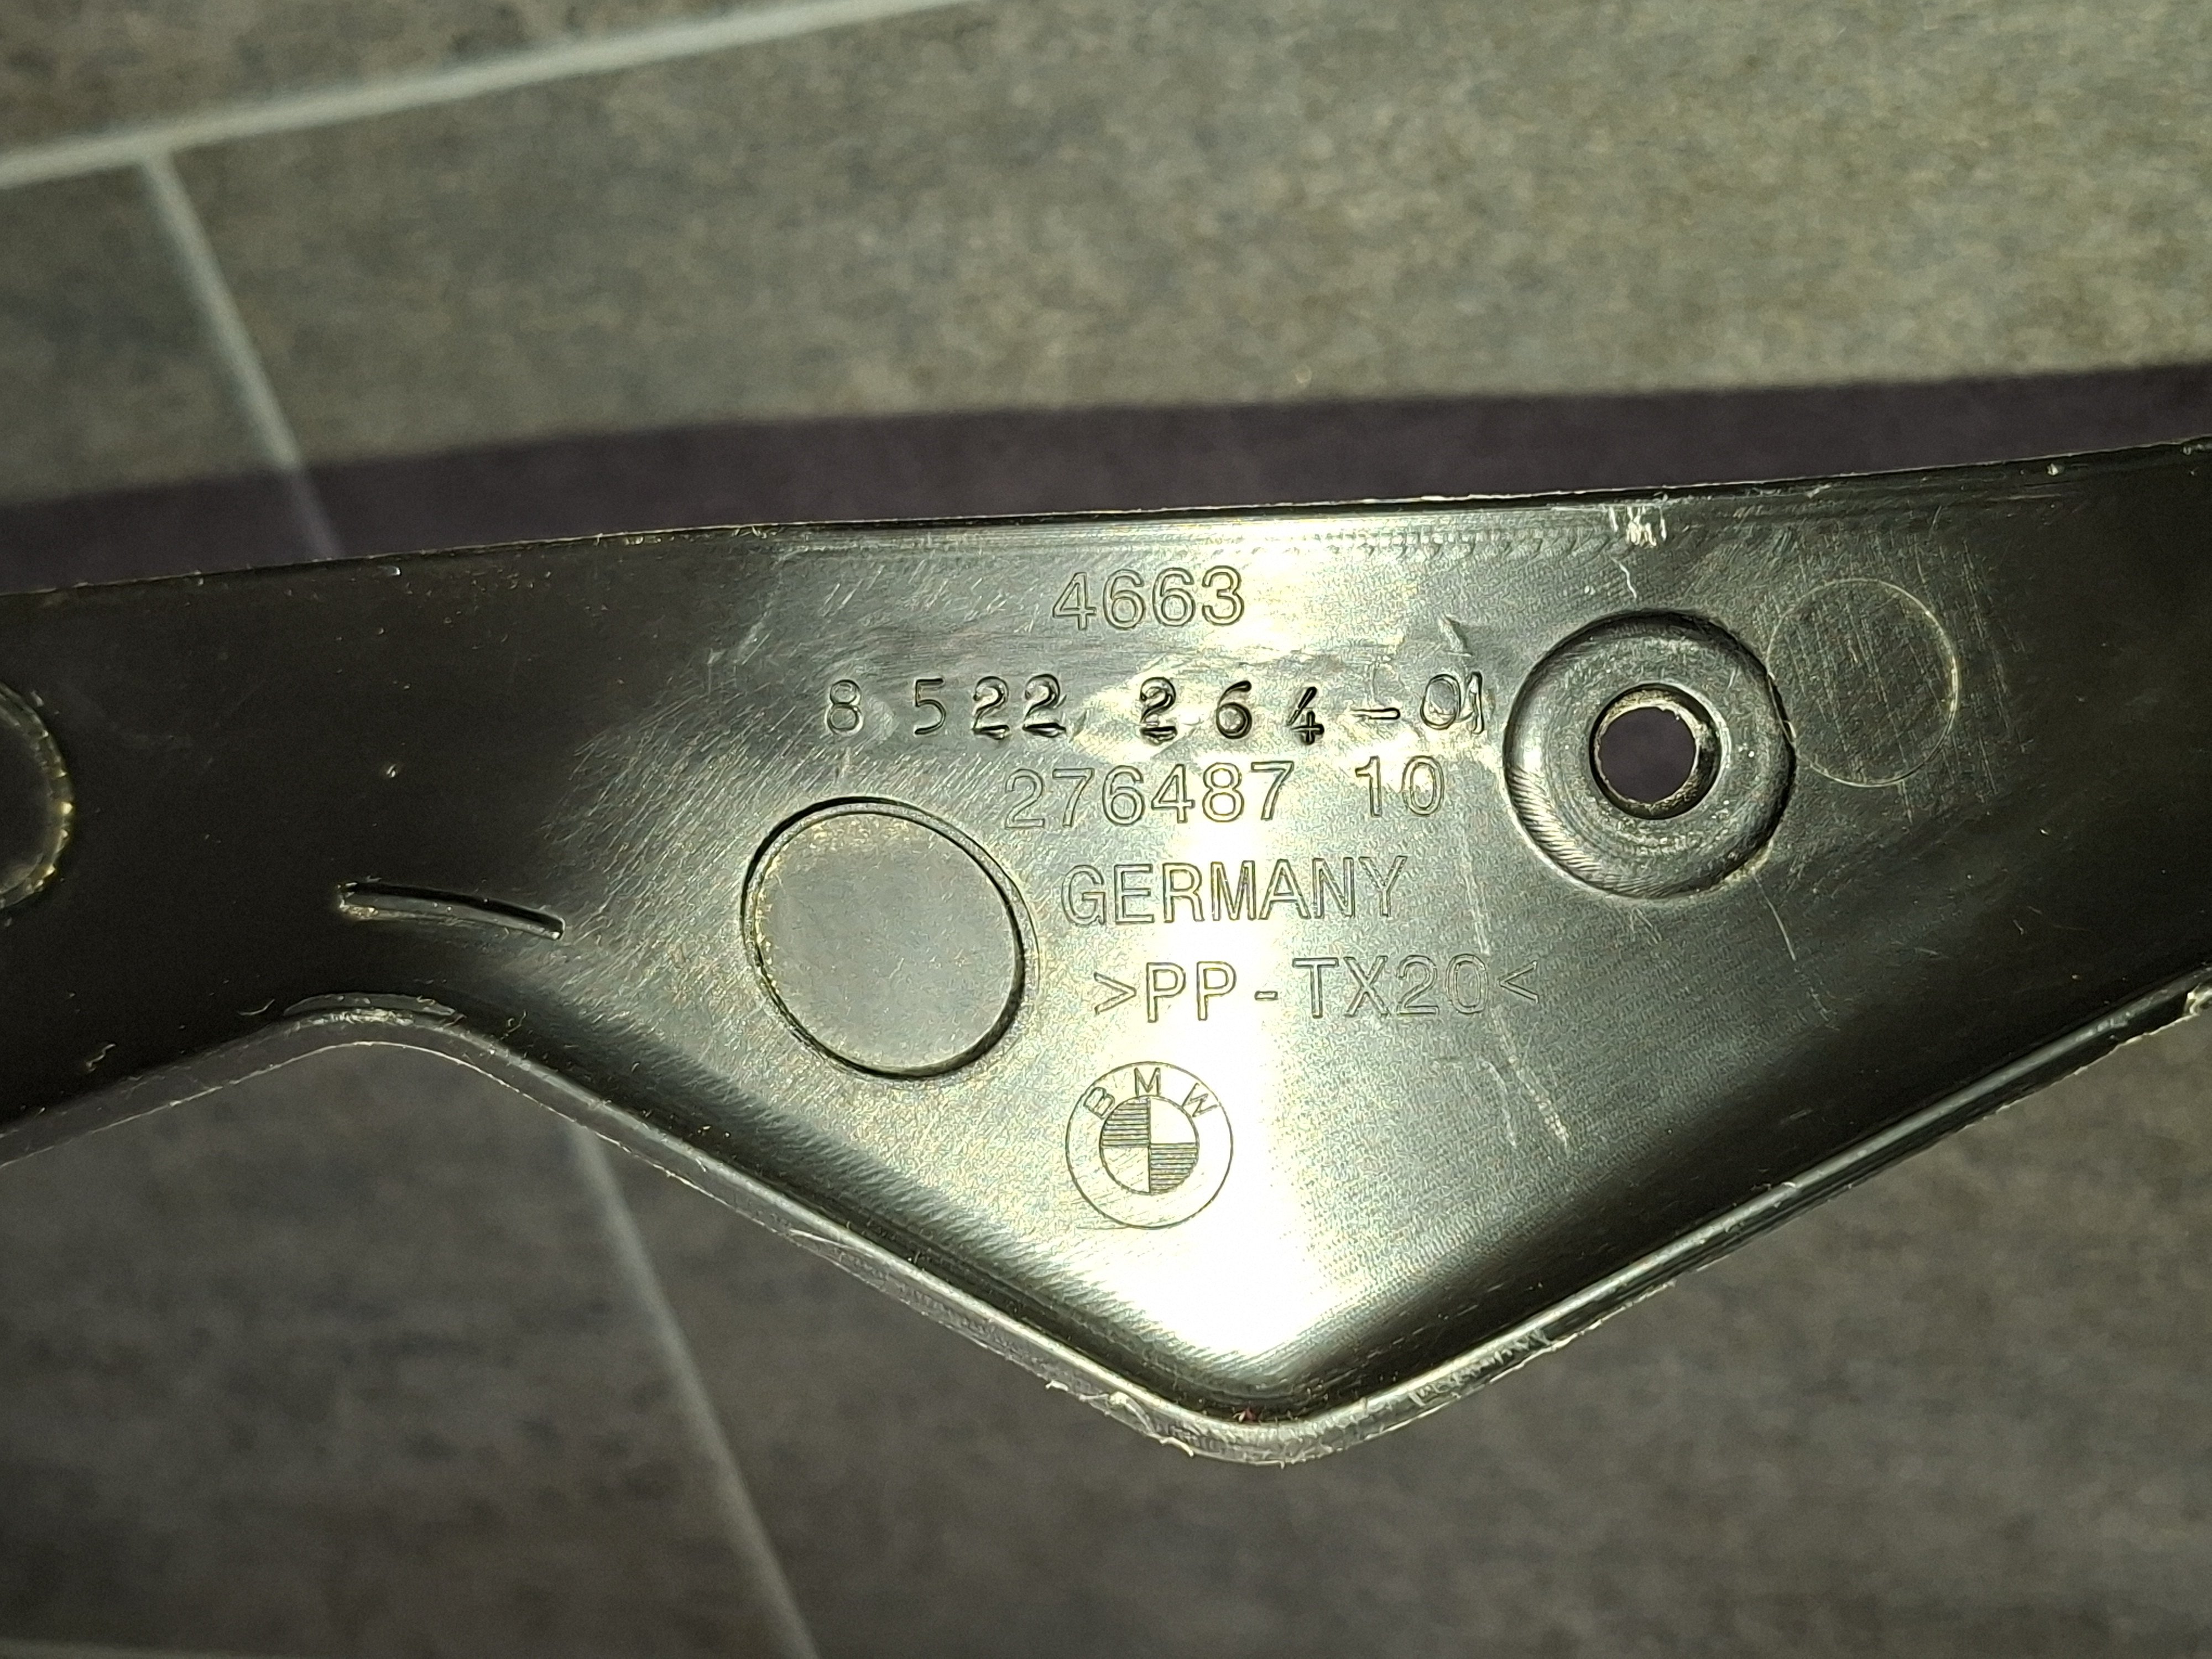 4663
8 522 264-01
276487 10
GERMANY
>PP-TX20<
BMW